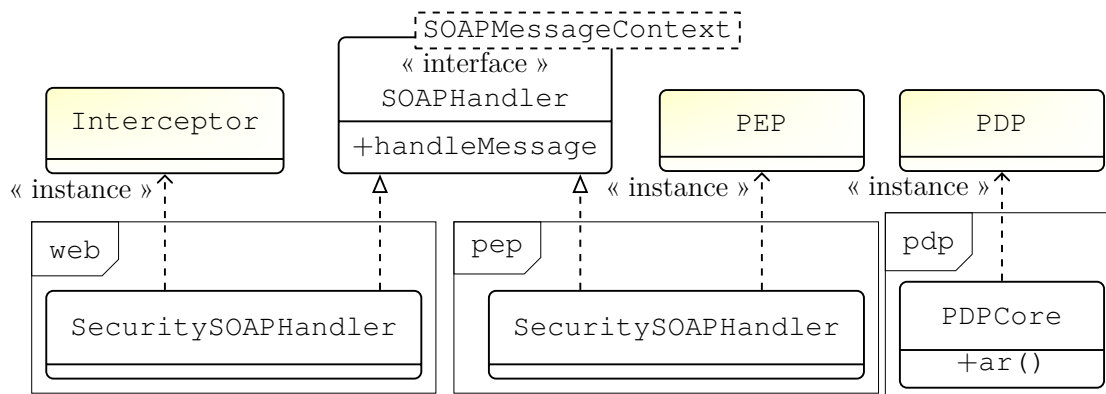 SOAPMessageContext
« interface »
SOAPHandler
+handleMessage
Interceptor
PEP
PDP
« instance »
« instance »
« instance »
web
SecuritySOAPHandler
pep
SecuritySOAPHandler
pdp
PDPCore
+ar()